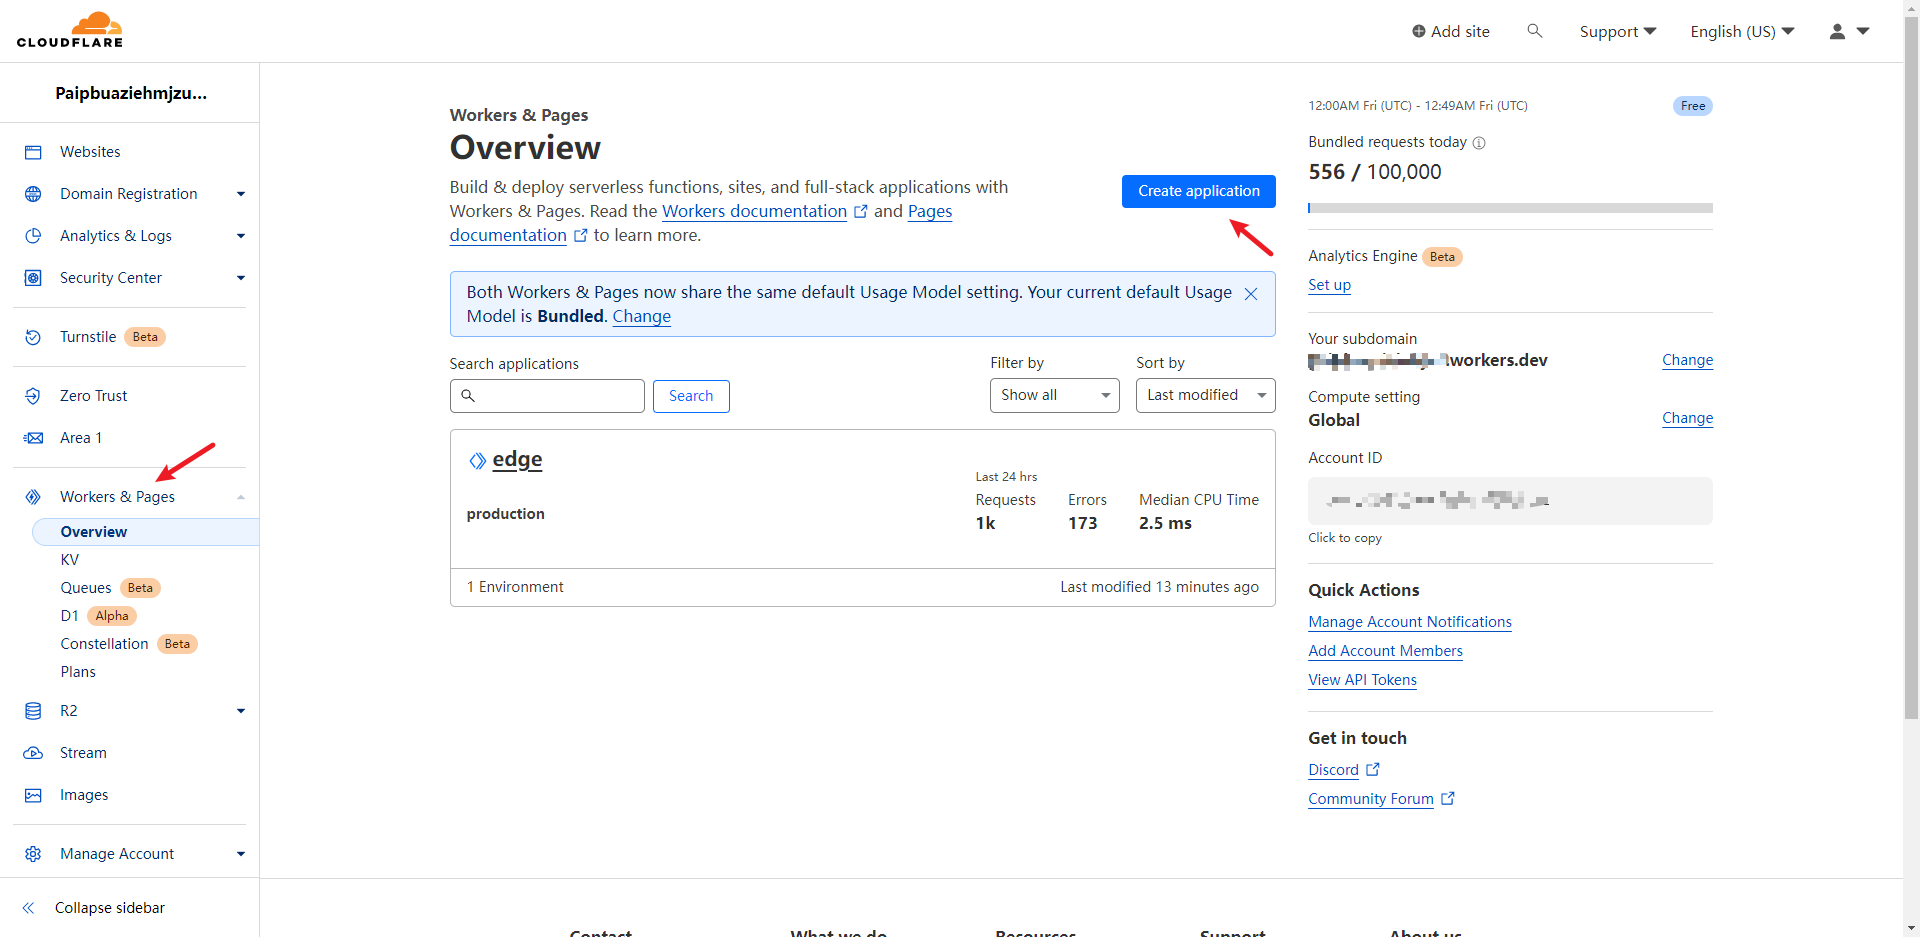 CLOUDFLARE
Add site
Support
English (US)
Paipbuaziehmjzu...
Websites
Domain Registration
Analytics & Logs
Security Center
Turnstile Beta
Zero Trust
Area 1
Workers & Pages
Overview
KV
Queues Beta
D1 Alpha
Constellation Beta
Plans
R2
Stream
Images
Manage Account
Collapse sidebar
Workers & Pages
Overview
Build & deploy serverless functions, sites, and full-stack applications with
Workers & Pages. Read the Workers documentation and Pages
documentation to learn more.
Create application
Both Workers & Pages now share the same default Usage Model setting. Your current default Usage
Model is Bundled. Change
Search applications
Search
Filter by
Show all
Sort by
Last modified
edge
production
Last 24 hrs
Requests Errors Median CPU Time
1k 173 2.5 ms
1 Environment
Last modified 13 minutes ago
12:00AM Fri (UTC) - 12:49AM Fri (UTC)
Free
Bundled requests today
556 / 100,000
Analytics Engine Beta
Set up
Your subdomain
.workers.dev
Change
Compute setting
Global
Change
Account ID
Click to copy
Quick Actions
Manage Account Notifications
Add Account Members
View API Tokens
Get in touch
Discord
Community Forum
Contact
What we do
Resources
Support
About us